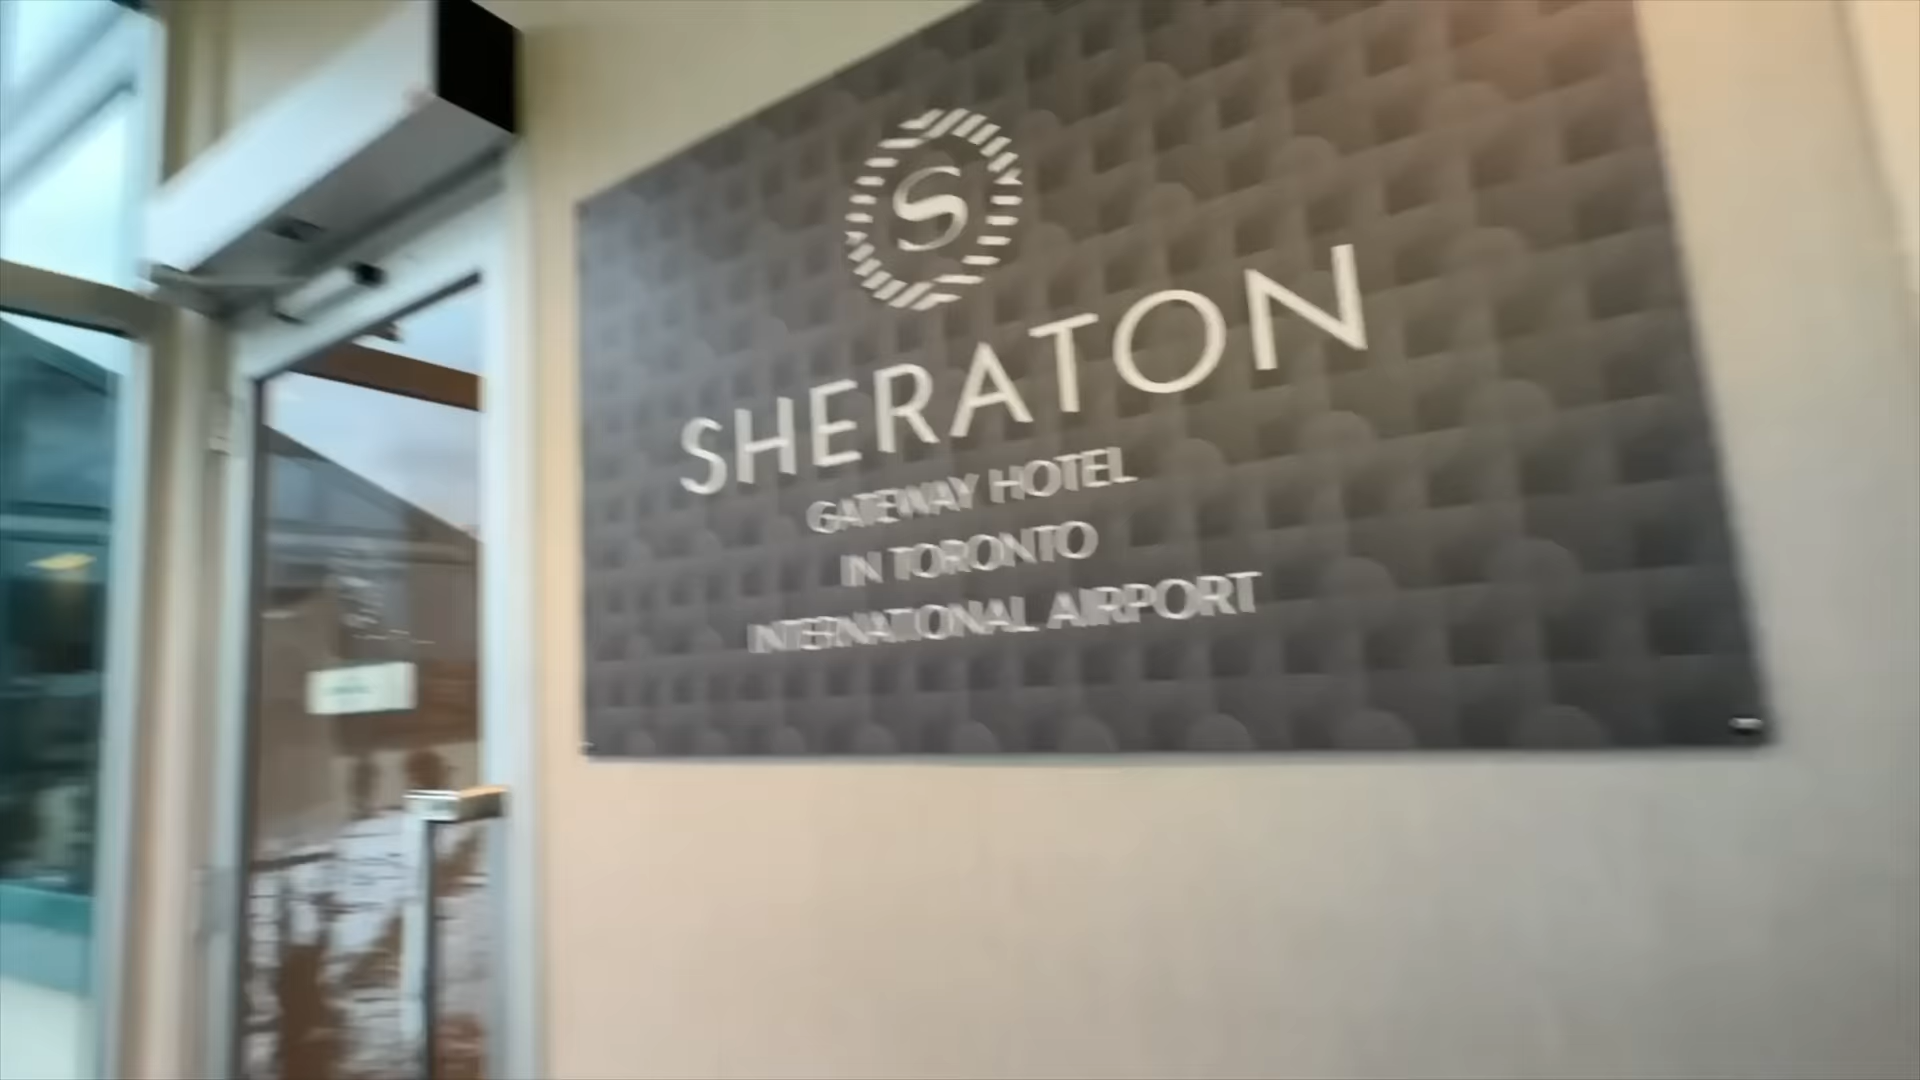 S
SHERATON
GATEWAY HOTEL
IN TORONTO
INTERNATIONAL AIRPORT